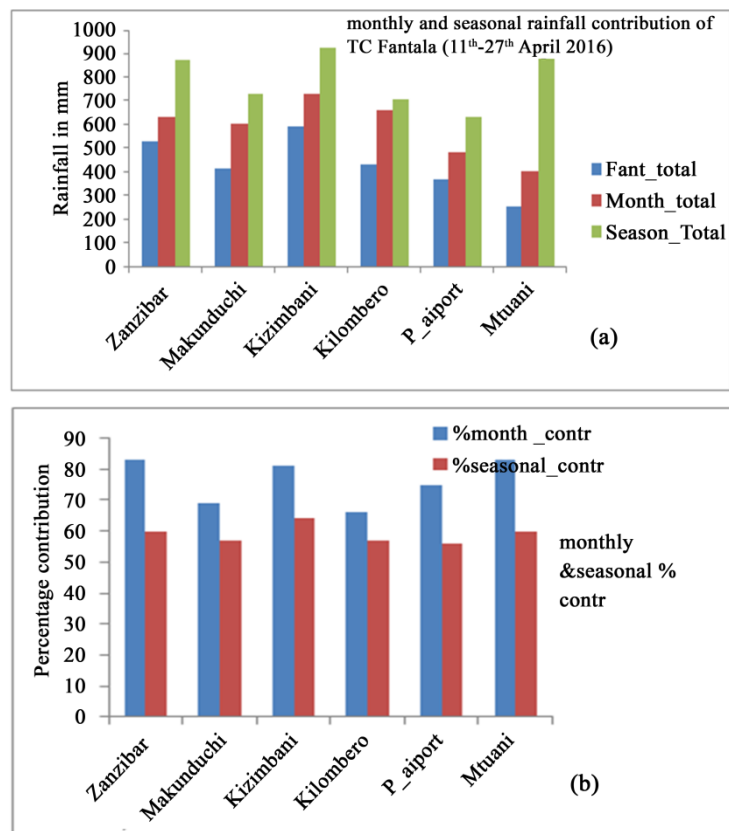 monthly and seasonal rainfall contribution of
TC Fantala (11th-27th April 2016)
Rainfall in mm
1000
900
800
700
600
500
400
300
200
100
0
Fant_total
Month_total
Season_Total
Zanzibar
Makunduchi
Kizimbani
Kilombero
P_aiport
Mtuani
(a)
Percentage contribution
90
80
70
60
50
40
30
20
10
0
%month _contr
%seasonal_contr
monthly
&seasonal %
contr
Zanzibar
Makunduchi
Kizimbani
Kilombero
P_aiport
Mtuani
(b)